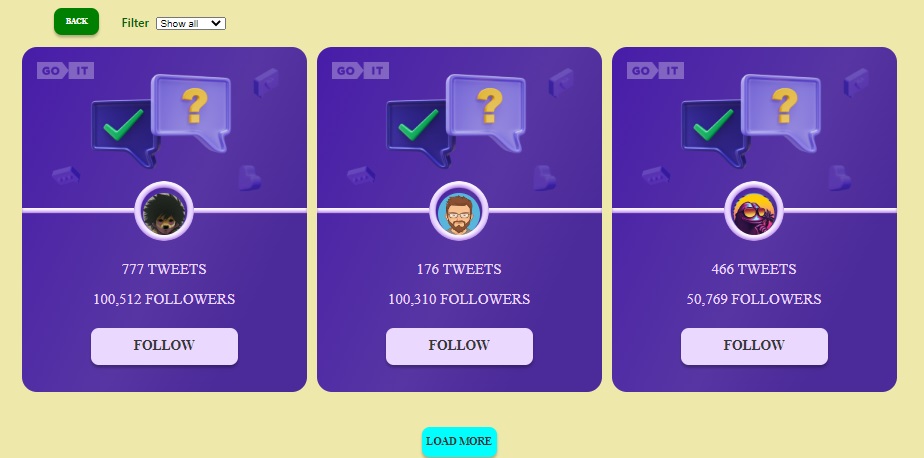 BACK
Filter Show all
GO IT
GO IT
GO IT
?
?
?
777 TWEETS
176 TWEETS
466 TWEETS
100,512 FOLLOWERS
100,310 FOLLOWERS
50,769 FOLLOWERS
FOLLOW
FOLLOW
FOLLOW
LOAD MORE